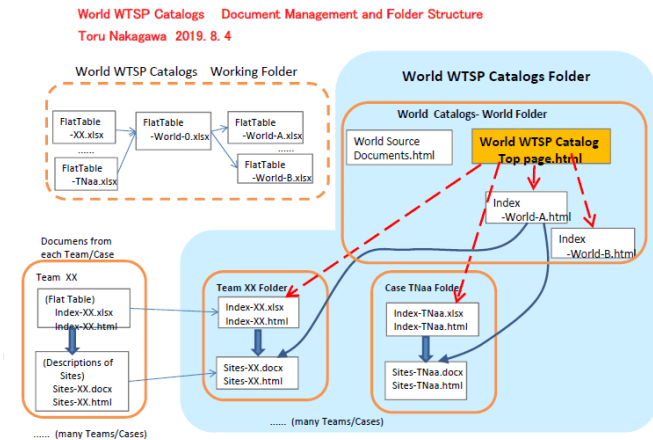 World WTSP Catalogs Document Management and Folder Structure
Toru Nakagawa 2019. 8. 4
World WTSP Catalogs Working Folder
FlatTable
-XX.xlsx
......
FlatTable
-TNaa.xlsx
FlatTable
-World-0.xlsx
FlatTable
-World-A.xlsx
FlatTable
-World-B.xlsx
World WTSP Catalogs Folder
World Catalogs- World Folder
World Source
Documents.html
World WTSP Catalog
Top page.html
Index
-World-A.html
Index
-World-B.html
Documens from
each Team/Case
Team XX
(Flat Table)
Index-XX.xlsx
Index-XX.html
(Descriptions of
Sites)
Sites-XX.docx
Sites-XX.html
...... (many Teams/Cases)
Team XX Folder
Index-XX.xlsx
Index-XX.html
Sites-XX.docx
Sites-XX.html
Case TNaa Folde
Index-TNaa.xlsx
Index-TNaa.html
Sites-TNaa.docx
Sites-TNaa.html
...... (many Teams/Cases)